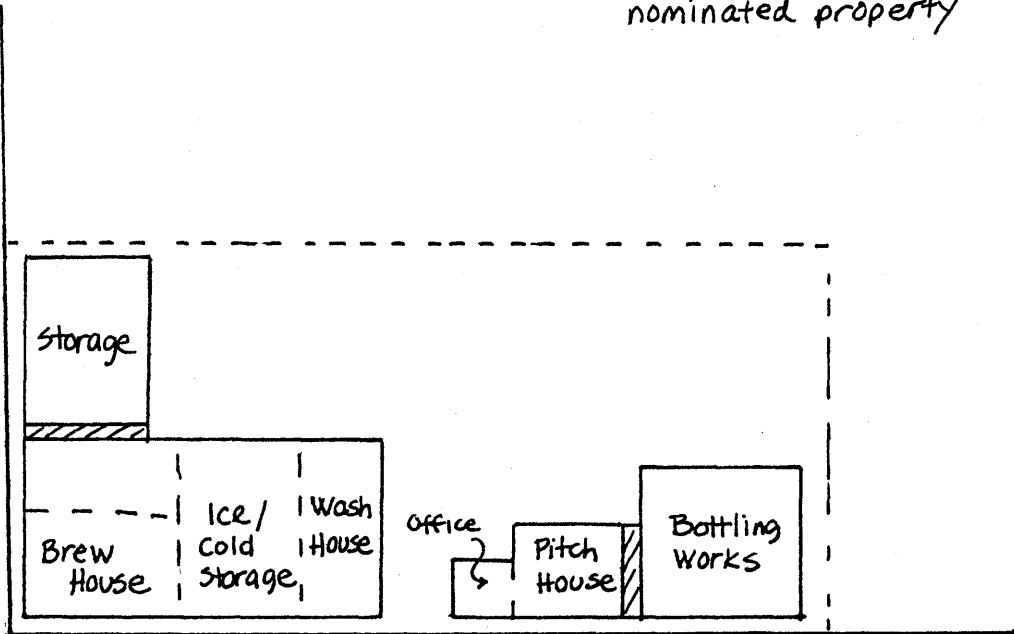 nominated property
Storage
Ice/
Cold
Storage
Wash
House
Brew
House
Office
Pitch
House
Bottling
Works